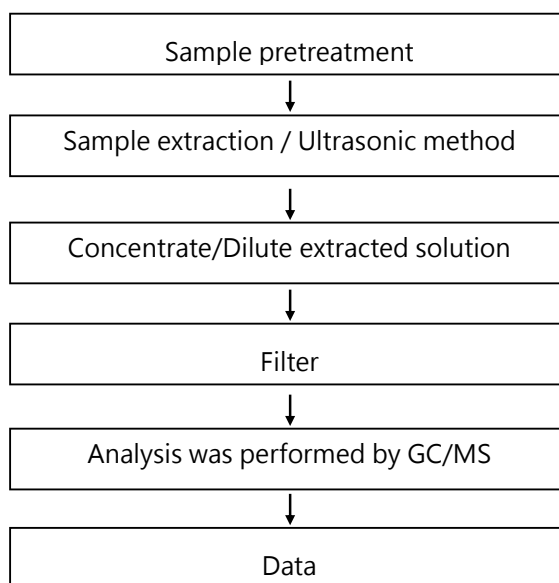 Sample pretreatment
Sample extraction / Ultrasonic method
Concentrate/Dilute extracted solution
Filter
Analysis was performed by GC/MS
Data